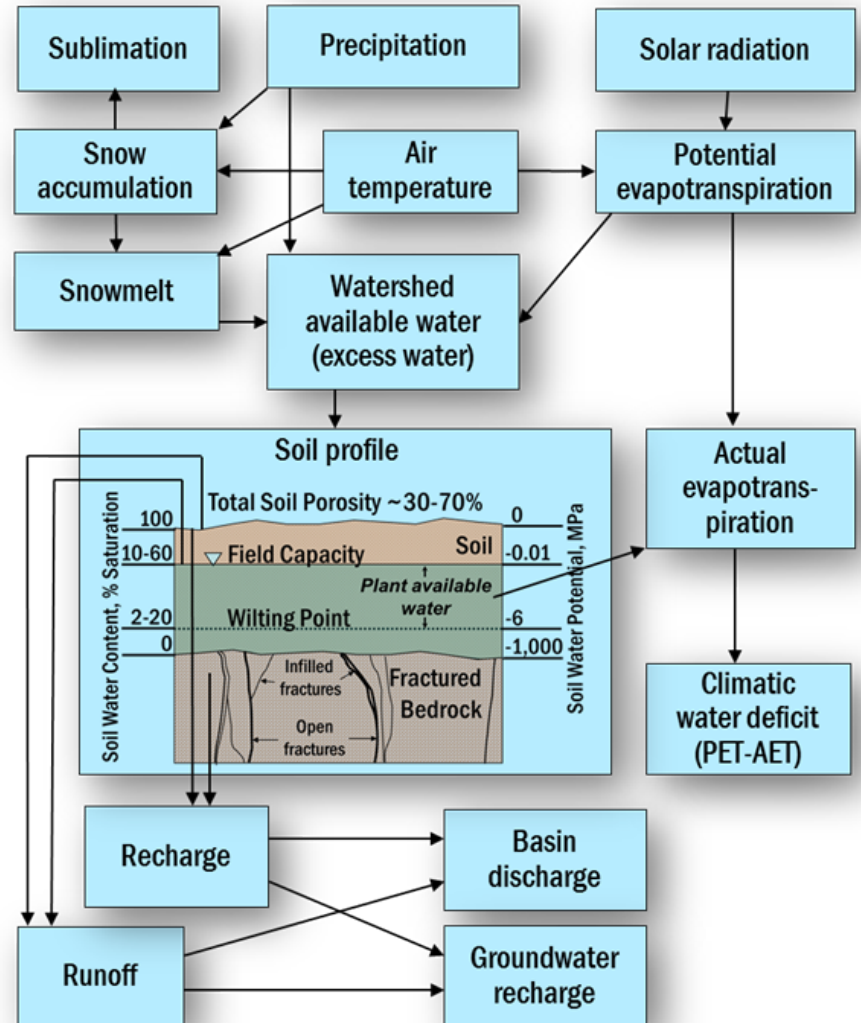 Sublimation
Precipitation
Solar radiation
Snow
accumulation
Air
temperature
Potential
evapotranspiration
Snowmelt
Watershed
available water
(excess water)
Soil profile
Actual
evapotrans-
piration
Total Soil Porosity ~30-70%
Soil Water Content, % Saturation
100
10-60
2-20
0
Field Capacity
Soil
Plant available
water
Wilting Point
Infilled
fractures
Fractured
Bedrock
Open
fractures
0
-0.01
-6
-1,000
Soil Water Potential, MPa
Climatic
water deficit
(PET-AET)
Recharge
Basin
discharge
Runoff
Groundwater
recharge